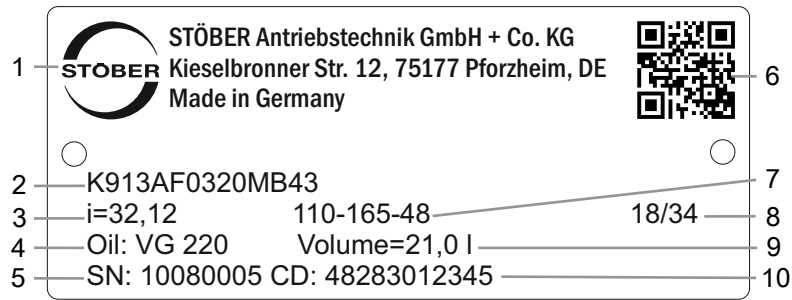 STÖBER Antriebstechnik GmbH + Co. KG
1 STÖBER Kieselbronner Str. 12, 75177 Pforzheim, DE 6
Made in Germany
2 K913AF0320MB43 7
3 i=32,12 110-165-48 18/34 8
4 Oil: VG 220 Volume=21,0 l 9
5 SN: 10080005 CD: 48283012345 10